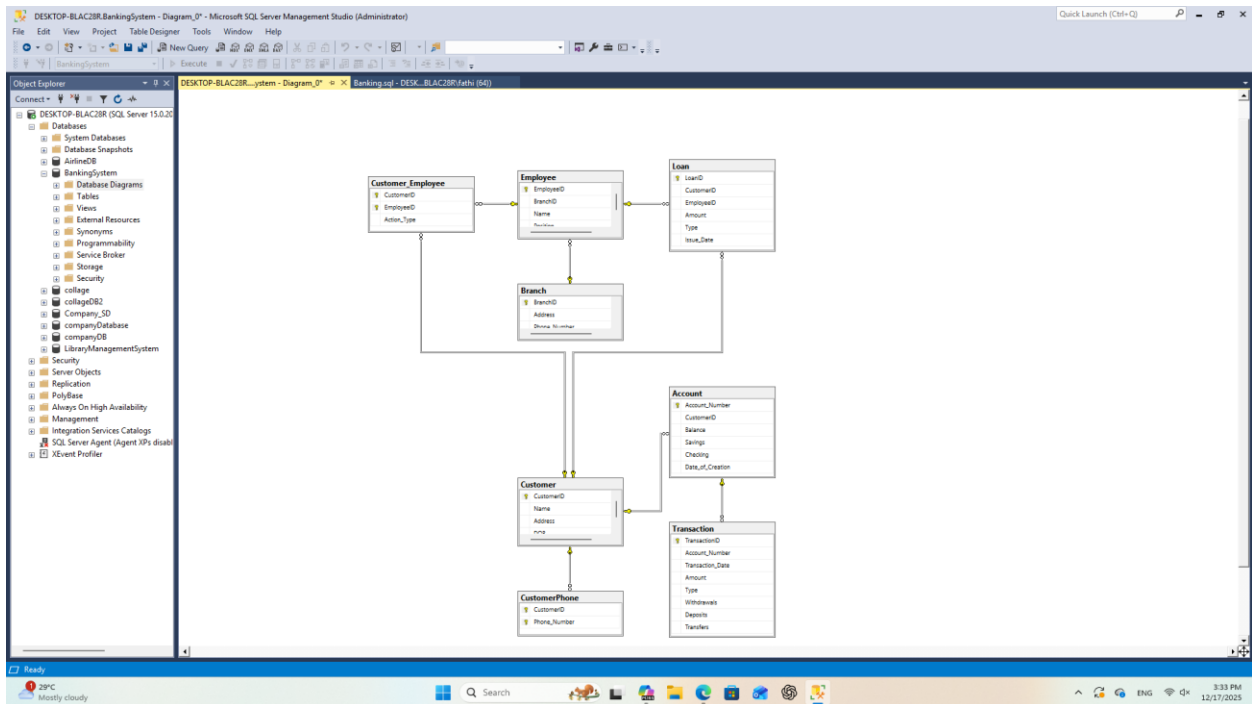 DESKTOP-BLAC28R.BankingSystem - Diagram_0* - Microsoft SQL Server Management Studio (Administrator)
Quick Launch (Ctrl+Q)
File Edit View Project Table Designer Tools Window Help
New Query
BankingSystem
Execute
Object Explorer
DESKTOP-BLAC28R....ystem - Diagram_0*
Banking.sql - DESK...BLAC28R\fathi (64))
Connect
DESKTOP-BLAC28R (SQL Server 15.0.20
Databases
System Databases
Database Snapshots
AirlineDB
BankingSystem
Database Diagrams
Tables
Views
External Resources
Synonyms
Programmability
Service Broker
Storage
Security
collage
collageDB2
Company_SD
companyDatabase
companyDB
LibraryManagementSystem
Security
Server Objects
Replication
PolyBase
Always On High Availability
Management
Integration Services Catalogs
SQL Server Agent (Agent XPs disabl
XEvent Profiler
Customer_Employee
CustomerID
EmployeeID
Action_Type
Employee
EmployeeID
BranchID
Name
Position
Loan
LoanID
CustomerID
EmployeeID
Amount
Type
Issue_Date
Branch
BranchID
Address
Phone_Number
Account
Account_Number
CustomerID
Balance
Savings
Checking
Date_of_Creation
Customer
CustomerID
Name
Address
DOB
Transaction
TransactionID
Account_Number
Transaction_Date
Amount
Type
Withdrawals
Deposits
Transfers
CustomerPhone
CustomerID
Phone_Number
Ready
1
29°C
Mostly cloudy
Search
ENG
3:33 PM
12/17/2025